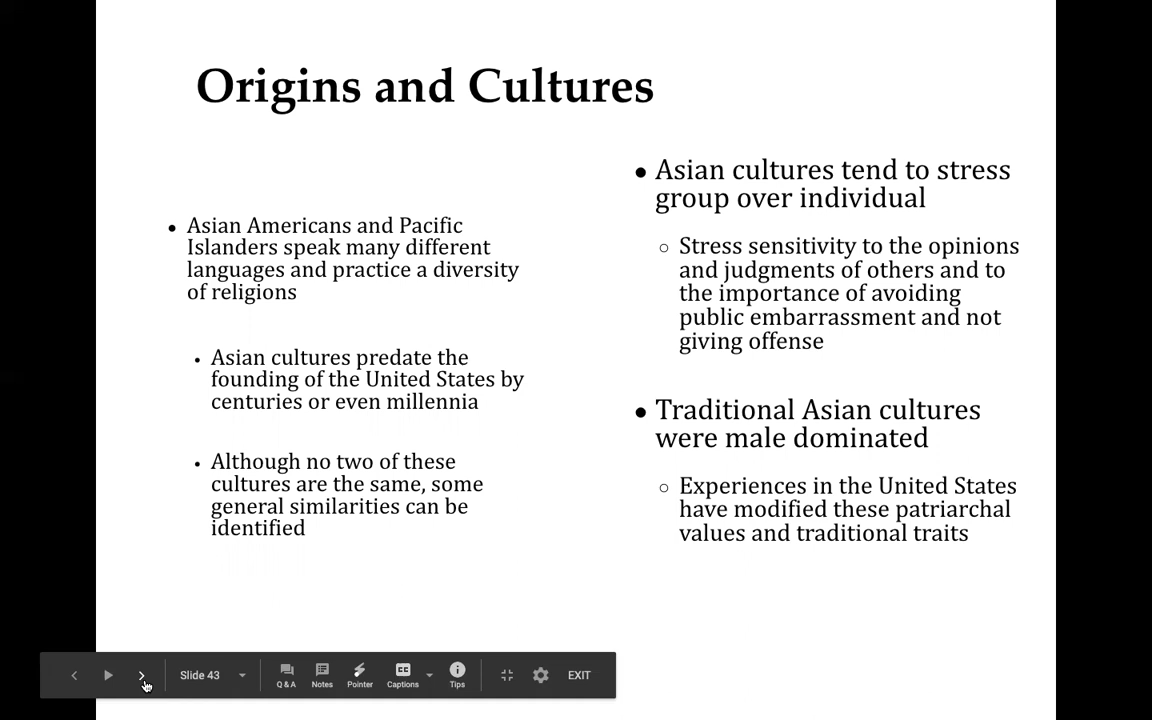 Origins and Cultures
• Asian Americans and Pacific
Islanders speak many different
languages and practice a diversity
of religions
• Asian cultures predate the
founding of the United States by
centuries or even millennia
• Although no two of these
cultures are the same, some
general similarities can be
identified
• Asian cultures tend to stress
group over individual
○ Stress sensitivity to the opinions
and judgments of others and to
the importance of avoiding
public embarrassment and not
giving offense
• Traditional Asian cultures
were male dominated
○ Experiences in the United States
have modified these patriarchal
values and traditional traits
Slide 43
Q & A
Notes
Pointer
CC
Captions
Tips
EXIT